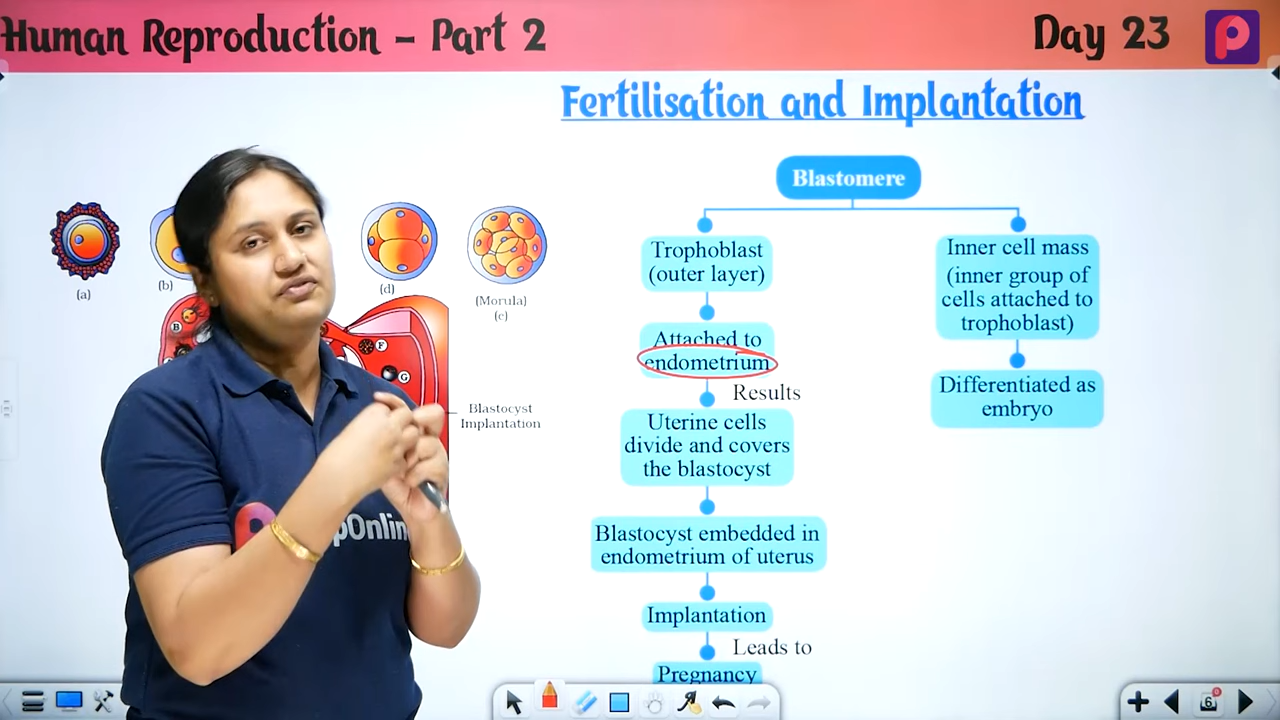 Human Reproduction – Part 2
Day 23
Fertilisation and Implantation
Blastomere
Trophoblast
(outer layer)
Inner cell mass
(inner group of
cells attached to
trophoblast)
Attached to
endometrium
Results
Differentiated as
embryo
Uterine cells
divide and covers
the blastocyst
Blastocyst embedded in
endometrium of uterus
Implantation
Leads to
Pregnancy
(a)
(b)
(d)
(Morula)
(e)
B
F
G
Blastocyst
Implantation
pOnlin
6